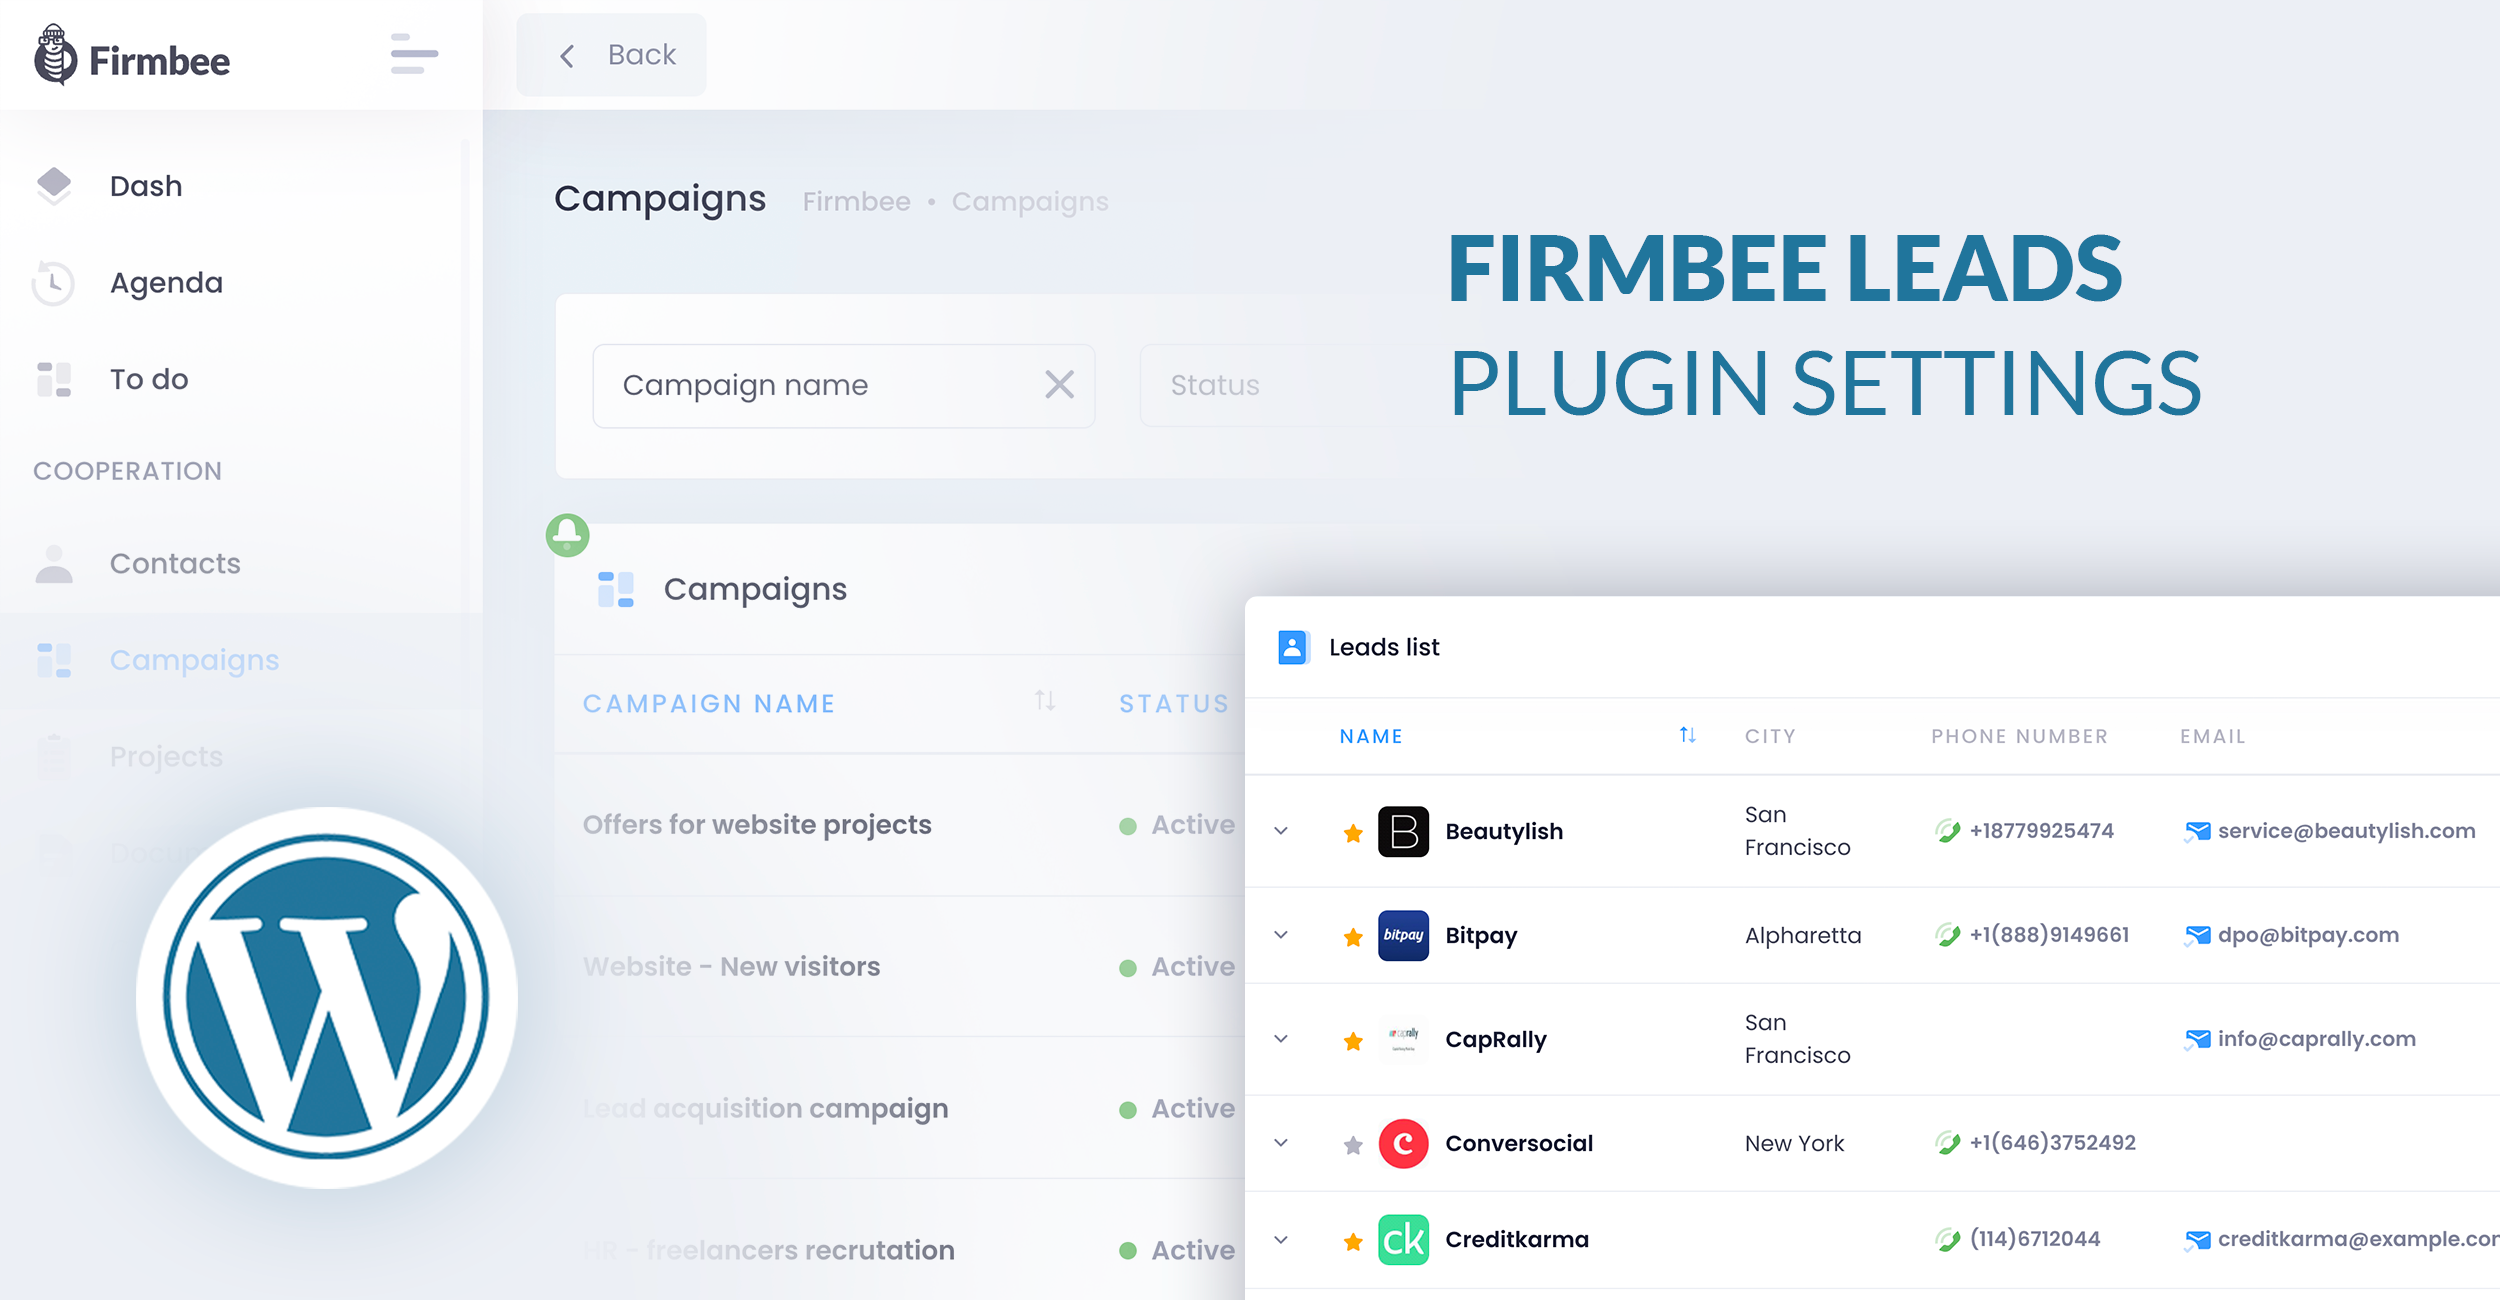 Firmbee
Back
Dash
Agenda
To do
COOPERATION
Contacts
Campaigns
Projects
Campaigns Firmbee • Campaigns
Campaign name
Status
Campaigns
CAMPAIGN NAME STATUS
Offers for website projects Active
Website - New visitors Active
Lead acquisition campaign Active
HR - freelancers recrutation Active
FIRMBEE LEADS
PLUGIN SETTINGS
Leads list
NAME CITY PHONE NUMBER EMAIL
Beautylish San Francisco +18779925474 service@beautylish.com
bitpay Bitpay Alpharetta +1(888)9149661 dpo@bitpay.com
caprally CapRally San Francisco info@caprally.com
Conversocial New York +1(646)3752492
ck Creditkarma (114)6712044 creditkarma@example.com